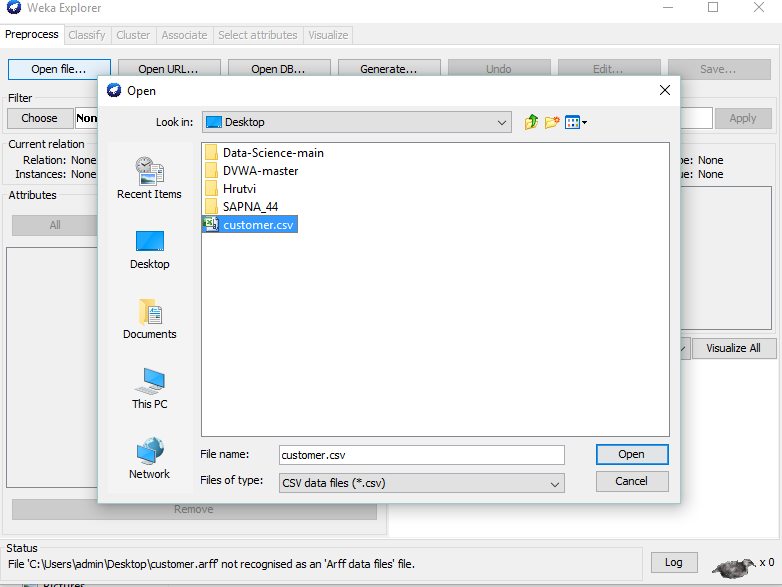 Weka Explorer
Preprocess Classify Cluster Associate Select attributes Visualize
Open file... Open URL... Open DB... Generate... Undo Edit... Save...
Filter
Choose Non Apply
Current relation
Relation: None
Instances: None
pe: None
ue: None
Attributes
All
Visualize All
Remove
Open
Look in: Desktop
Recent Items
Desktop
Documents
This PC
Network
Data-Science-main
DVWA-master
Hrutvi
SAPNA_44
customer.csv
File name: customer.csv Open
Files of type: CSV data files (*.csv) Cancel
Status
File 'C:\Users\admin\Desktop\customer.arff' not recognised as an 'Arff data files' file.
Log x 0